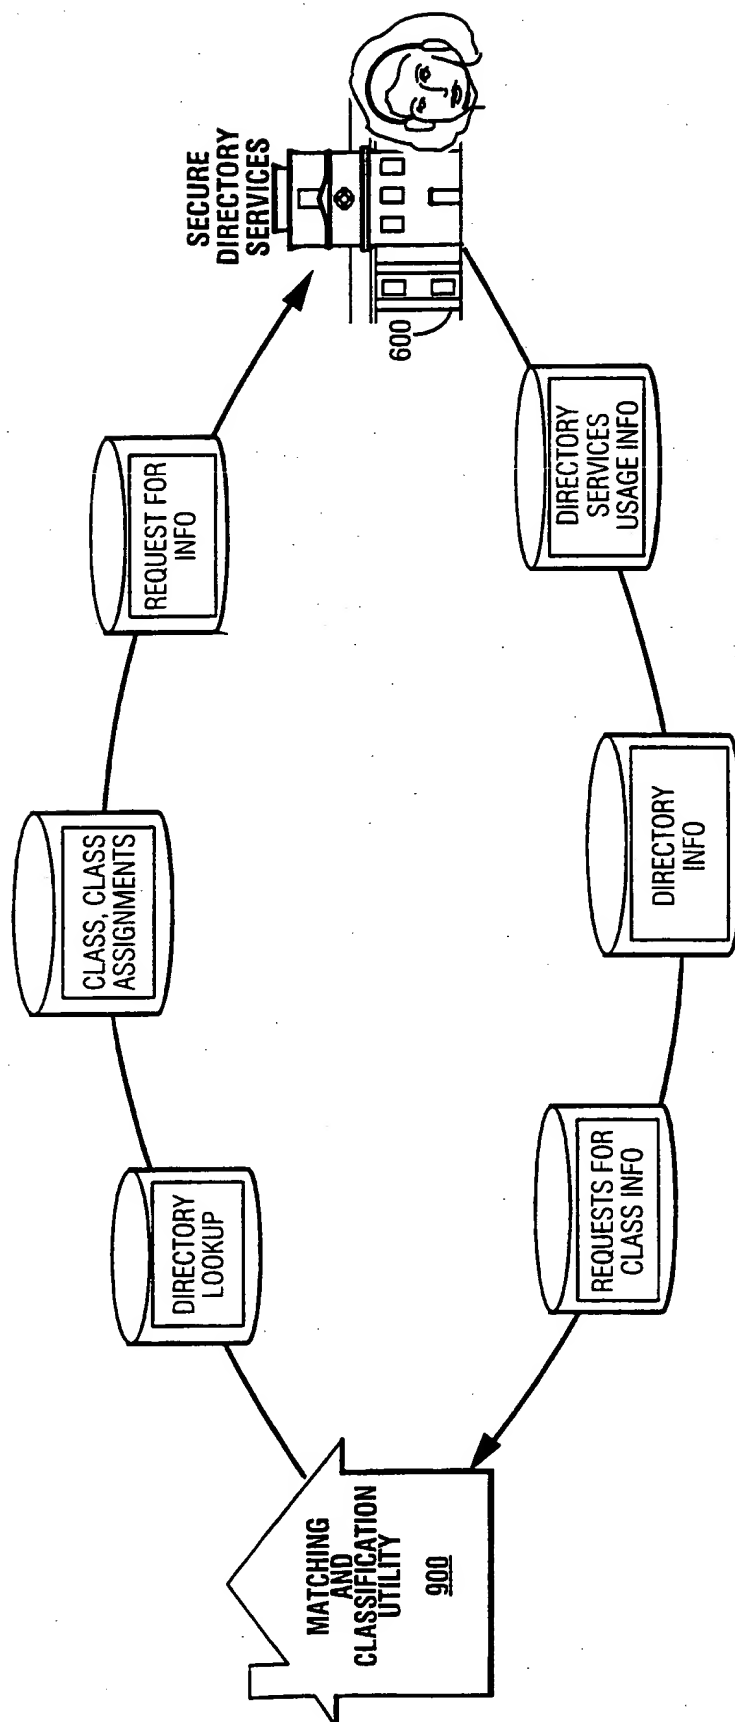 SECURE
DIRECTORY
SERVICES
600
REQUEST FOR
INFO
CLASS, CLASS
ASSIGNMENTS
DIRECTORY
LOOKUP
MATCHING
AND
CLASSIFICATION
UTILITY
900
DIRECTORY
SERVICES
USAGE INFO
DIRECTORY
INFO
REQUESTS FOR
CLASS INFO